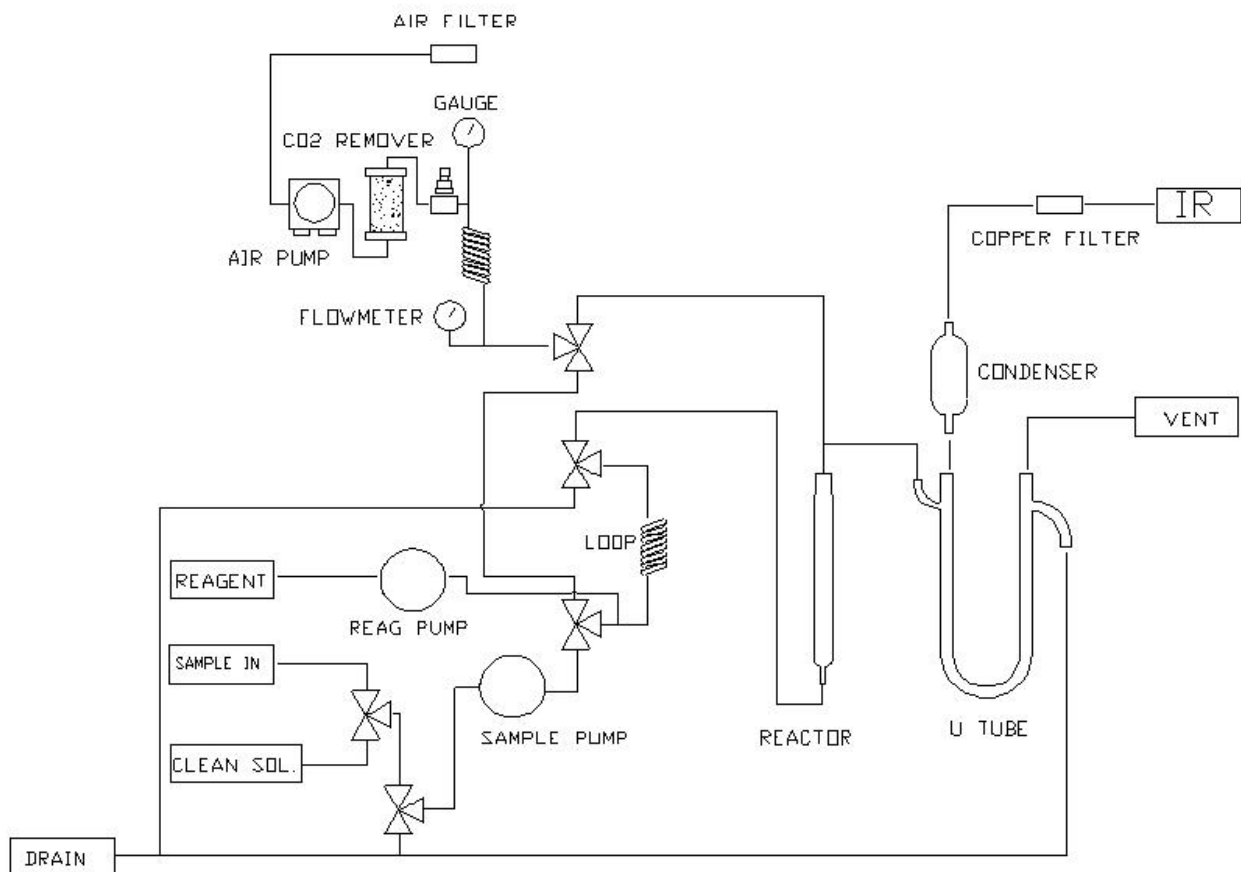 AIR FILTER
GAUGE
CO2 REMOVER
IR
COPPER FILTER
AIR PUMP
FLOWMETER
CONDENSER
VENT
LOOP
REAGENT
REAG PUMP
SAMPLE IN
SAMPLE PUMP
REACTOR
U TUBE
CLEAN SOL.
DRAIN